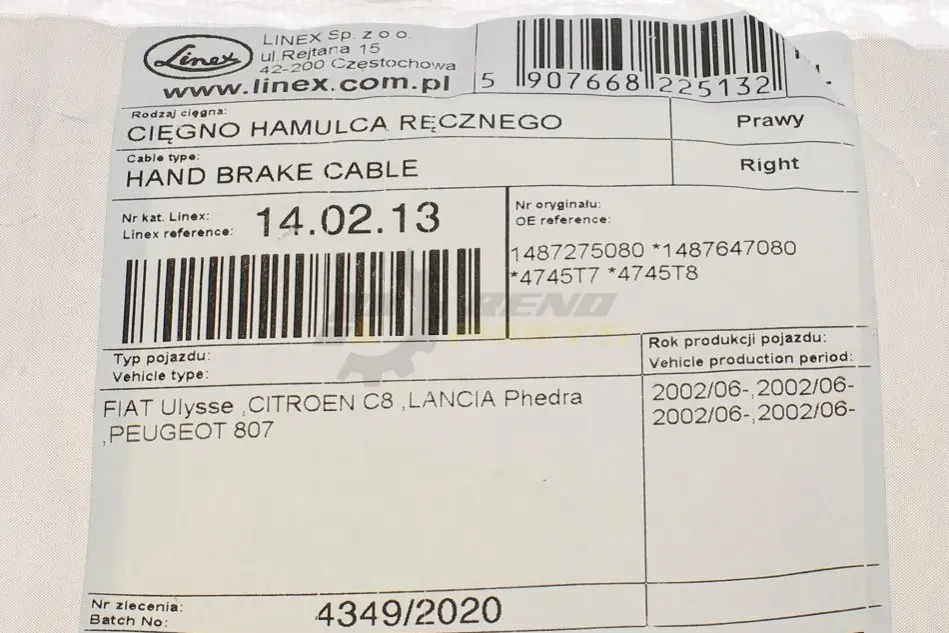 Linex
LINEX Sp. z o.o.
ul.Rejtana 15
42-200 Częstochowa
www.linex.com.pl
5 907668 225132
Rodzaj cięgna:
CIĘGNO HAMULCA RĘCZNEGO
Prawy
Cable type:
HAND BRAKE CABLE
Right
Nr kat. Linex:
Linex reference:
14.02.13
Nr oryginału:
OE reference:
1487275080 *1487647080
*4745T7 *4745T8
Typ pojazdu:
Vehicle type:
Rok produkcji pojazdu:
Vehicle production period:
FIAT Ulysse ,CITROEN C8 ,LANCIA Phedra
,PEUGEOT 807
2002/06-,2002/06-
2002/06-,2002/06-
Nr zlecenia:
Batch No:
4349/2020